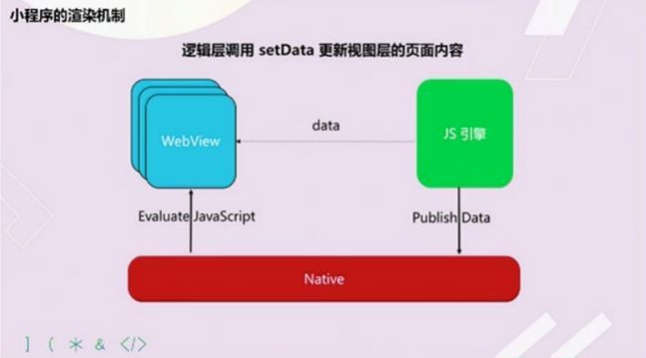 小程序的渲染机制
逻辑层调用 setData 更新视图层的页面内容
WebView
data
JS 引擎
Evaluate JavaScript
Publish Data
Native
] ( * & </>